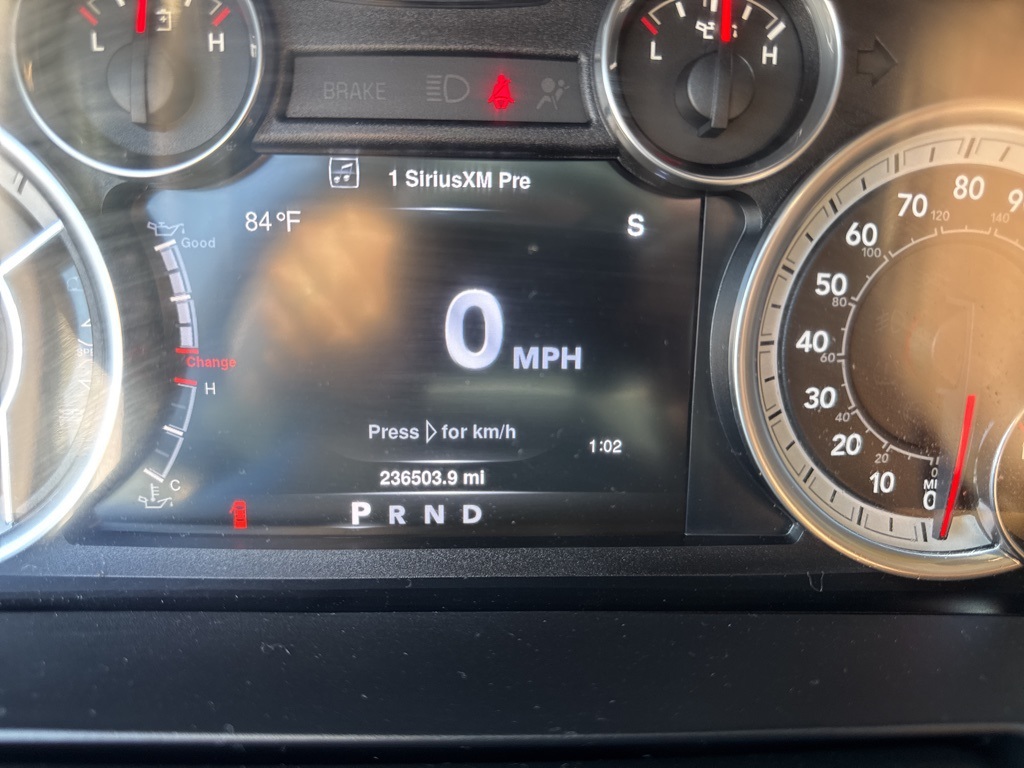 L H
L H
BRAKE
1 SiriusXM Pre
84°F
S
Good
Change
H
C
0 MPH
Press ▷ for km/h
1:02
236503.9 mi
P R N D
80
70
60
50
40
30
20
10
0
120
140
100
80
60
40
20
0